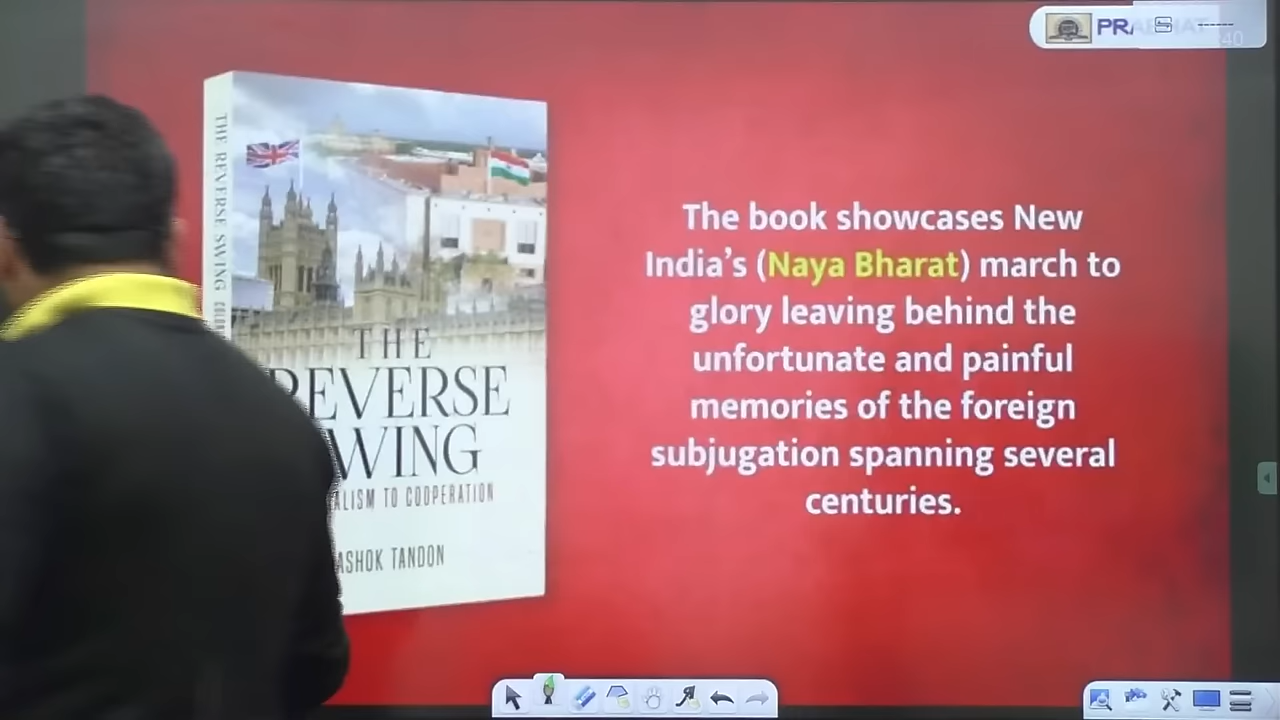 THE REVERSE SWING
THE
REVERSE
WING
ALISM TO COOPERATION
ASHOK TANDON
The book showcases New
India's (Naya Bharat) march to
glory leaving behind the
unfortunate and painful
memories of the foreign
subjugation spanning several
centuries.